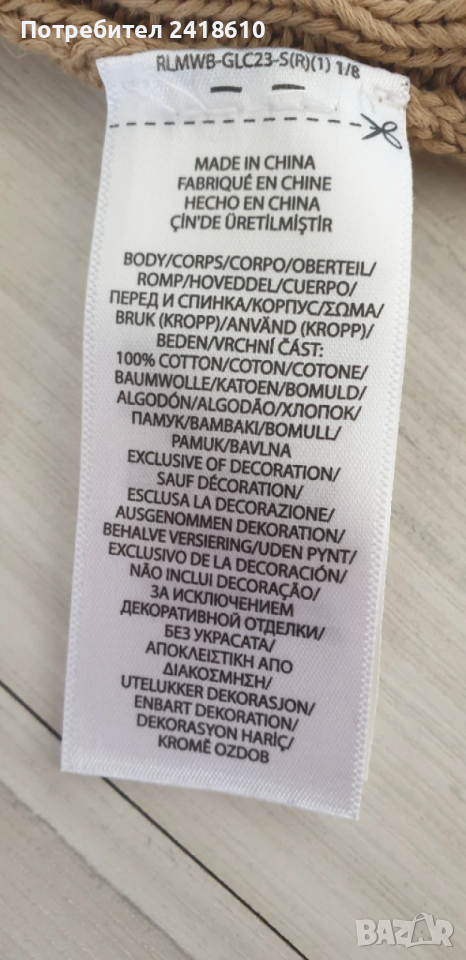 Потребител 2418610
RLMWB-GLC23-S(R)(1) 1/8
MADE IN CHINA
FABRIQUÉ EN CHINE
HECHO EN CHINA
ÇİN'DE ÜRETİLMİŞTİR
BODY/CORPS/CORPO/OBERTEIL/
ROMP/HOVEDDEL/CUERPO/
ПЕРЕД И СПИНКА/КОРПУС/ΣΩΜΑ/
BRUK (KROPP)/ANVÄND (KROPP)/
BEDEN/VRCHNÍ ČÁST:
100% COTTON/COTON/COTONE/
BAUMWOLLE/KATOEN/BOMULD/
ALGODÓN/ALGODÃO/ХЛОПОК/
ПАМУК/ΒΑΜΒΑΚΙ/BOMULL/
PAMUK/BAVLNA
EXCLUSIVE OF DECORATION/
SAUF DÉCORATION/
ESCLUSA LA DECORAZIONE/
AUSGENOMMEN DEKORATION/
BEHALVE VERSIERING/UDEN PYNT/
EXCLUSIVO DE LA DECORACIÓN/
NÃO INCLUI DECORAÇÃO/
ЗА ИСКЛЮЧЕНИЕМ
ДЕКОРАТИВНОЙ ОТДЕЛКИ/
БЕЗ УКРАСАТА/
ΑΠΟΚΛΕΙΣΤΙΚΗ ΑΠΟ
ΔΙΑΚΟΣΜΗΣΗ/
UTELUKKER DEKORASJON/
ENBART DEKORATION/
DEKORASYON HARİÇ/
KROMĚ OZDOB
BAZAR